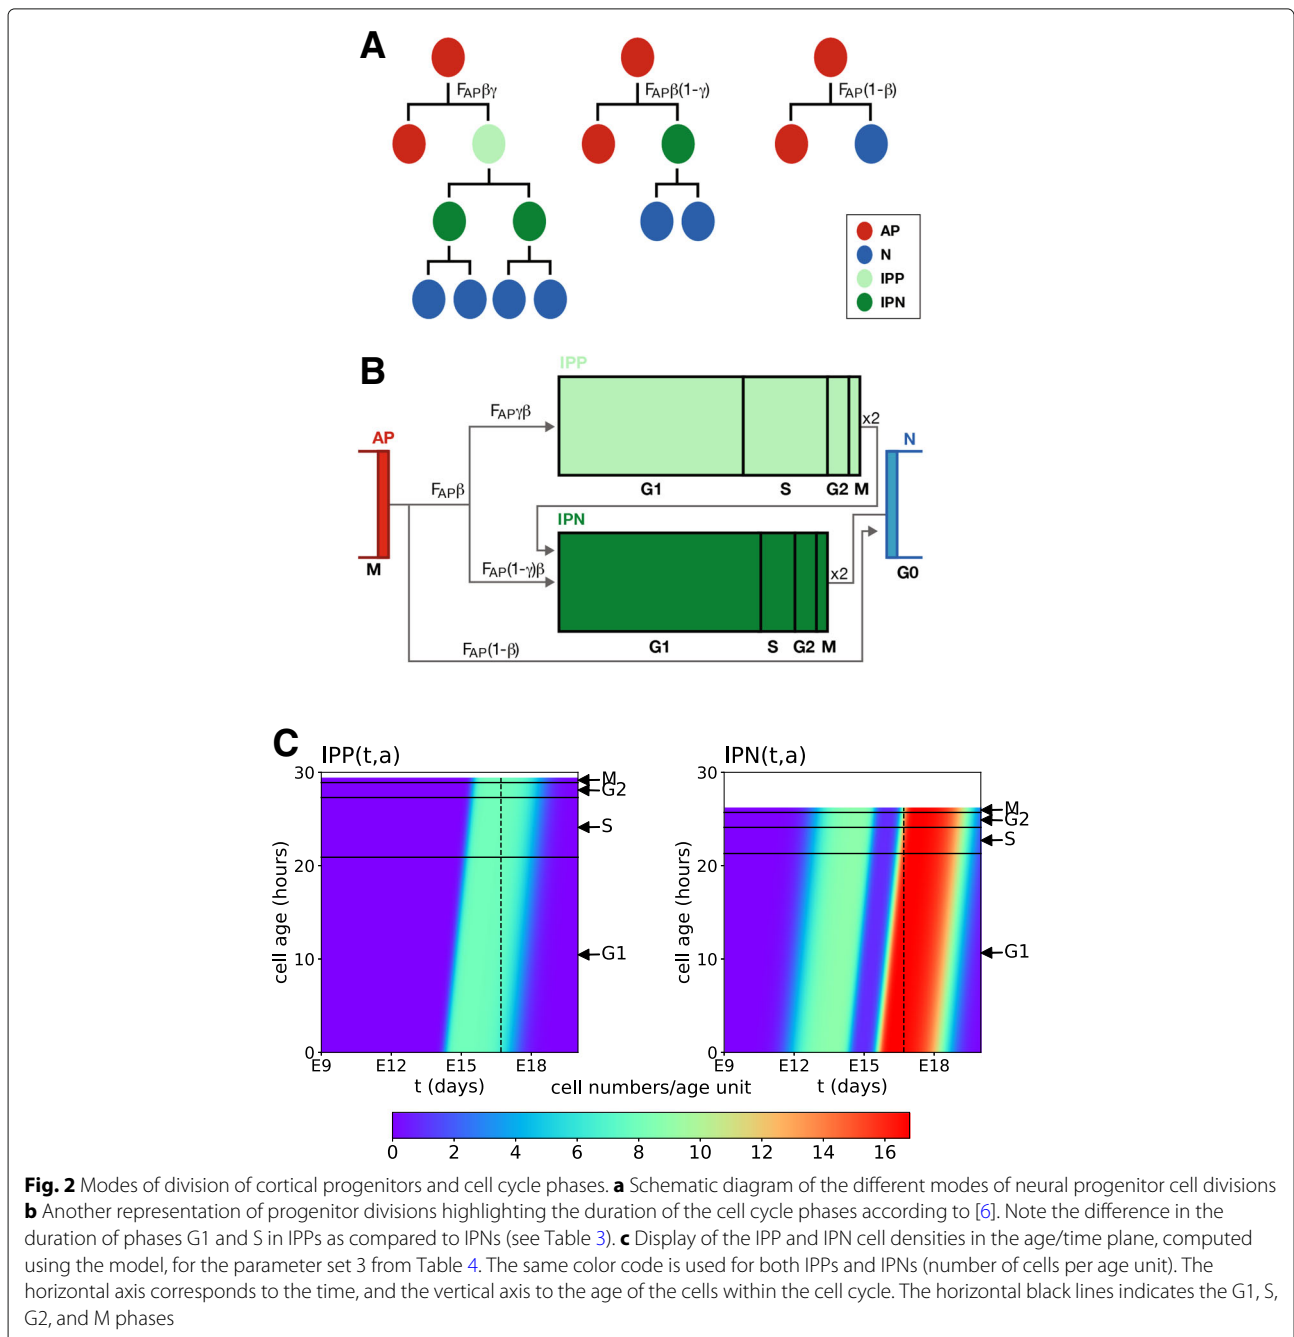 A
F_APβγ
F_APβ(1-γ)
F_AP(1-β)
AP
N
IPP
IPN
B
IPP
F_APγβ
x2
AP
N
G1 S G2 M
F_APβ
IPN
F_AP(1-γ)β
x2
M
G0
G1 S G2 M
F_AP(1-β)
C
IPP(t,a)
IPN(t,a)
30
M
G2
S
20
cell age (hours)
G1
10
0
E9 E12 E15 E18
t (days)
30
M
G2
S
20
cell age (hours)
G1
10
0
E9 E12 E15 E18
t (days)
cell numbers/age unit
0 2 4 6 8 10 12 14 16
Fig. 2 Modes of division of cortical progenitors and cell cycle phases. a Schematic diagram of the different modes of neural progenitor cell divisions
b Another representation of progenitor divisions highlighting the duration of the cell cycle phases according to [6]. Note the difference in the
duration of phases G1 and S in IPPs as compared to IPNs (see Table 3). c Display of the IPP and IPN cell densities in the age/time plane, computed
using the model, for the parameter set 3 from Table 4. The same color code is used for both IPPs and IPNs (number of cells per age unit). The
horizontal axis corresponds to the time, and the vertical axis to the age of the cells within the cell cycle. The horizontal black lines indicates the G1, S,
G2, and M phases